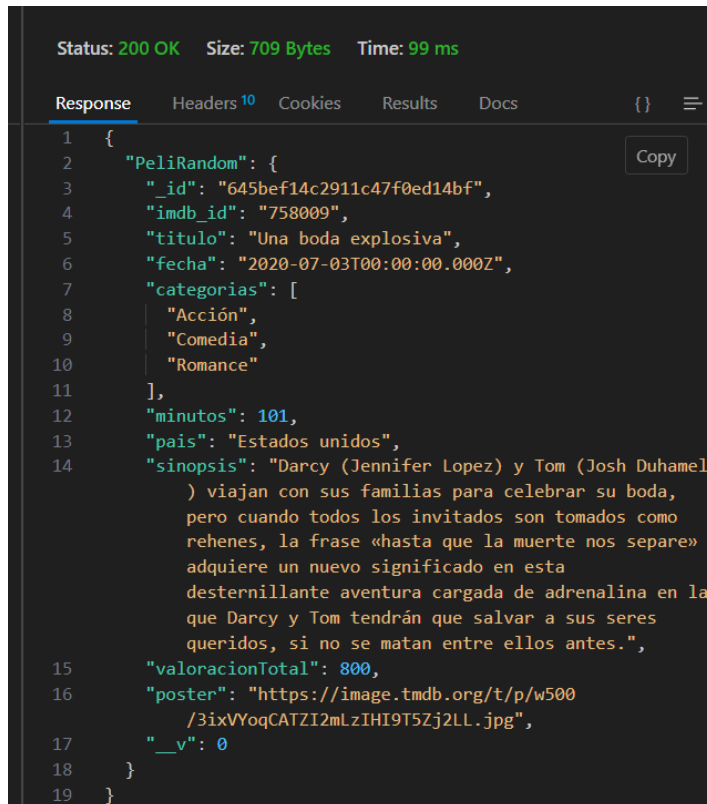 Status: 200 OK Size: 709 Bytes Time: 99 ms
Response Headers 10 Cookies Results Docs {}
Copy
1 {
2 "PeliRandom": {
3 "_id": "645bef14c2911c47f0ed14bf",
4 "imdb_id": "758009",
5 "titulo": "Una boda explosiva",
6 "fecha": "2020-07-03T00:00:00.000Z",
7 "categorias": [
8 "Acción",
9 "Comedia",
10 "Romance"
11 ],
12 "minutos": 101,
13 "pais": "Estados unidos",
14 "sinopsis": "Darcy (Jennifer Lopez) y Tom (Josh Duhamel
) viajan con sus familias para celebrar su boda,
pero cuando todos los invitados son tomados como
rehenes, la frase «hasta que la muerte nos separe»
adquiere un nuevo significado en esta
desternillante aventura cargada de adrenalina en la
que Darcy y Tom tendrán que salvar a sus seres
queridos, si no se matan entre ellos antes.",
15 "valoracionTotal": 800,
16 "poster": "https://image.tmdb.org/t/p/w500
/3ixVYoqCATZI2mLzIHI9T5Zj2LL.jpg",
17 "__v": 0
18 }
19 }